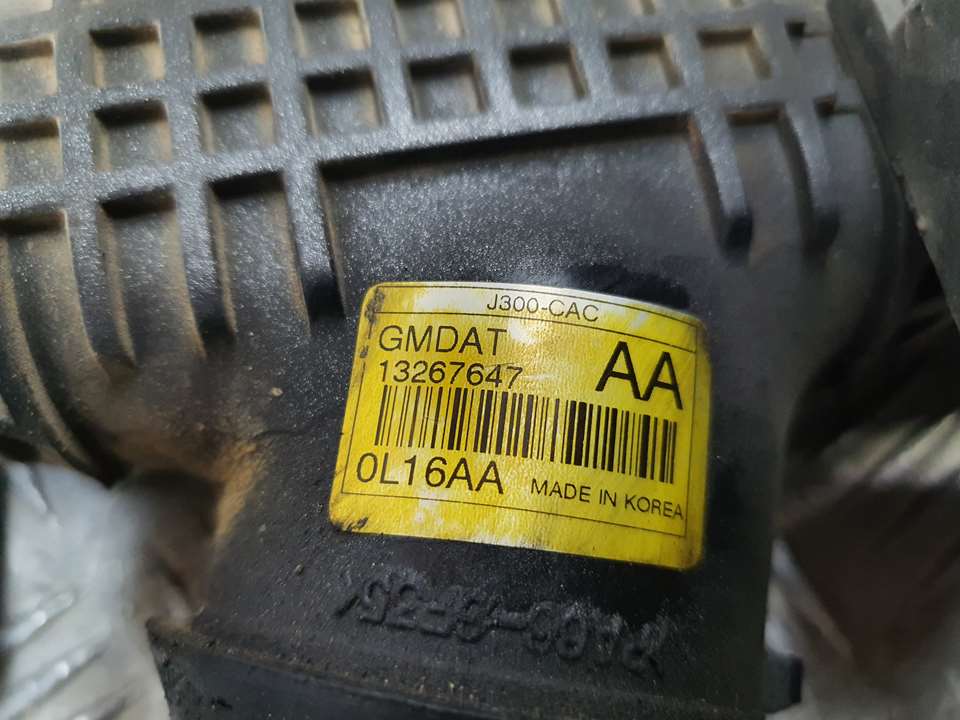 J300-CAC
GMDAT
AA
13267647
0L16AA
MADE IN KOREA